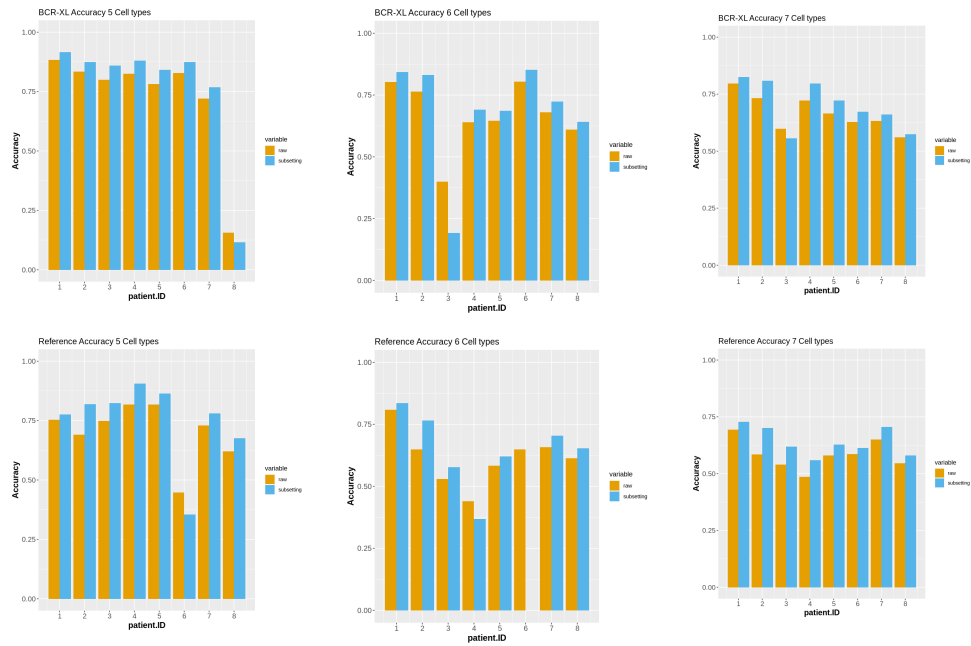 BCR-XL Accuracy 5 Cell types
1.00
0.75
0.50
0.25
0.00
Accuracy
1 2 3 4 5 6 7 8
patient.ID
variable
raw
subsetting
BCR-XL Accuracy 6 Cell types
1.00
0.75
0.50
0.25
0.00
Accuracy
1 2 3 4 5 6 7 8
patient.ID
variable
raw
subsetting
BCR-XL Accuracy 7 Cell types
1.00
0.75
0.50
0.25
0.00
Accuracy
1 2 3 4 5 6 7 8
patient.ID
variable
raw
subsetting
Reference Accuracy 5 Cell types
1.00
0.75
0.50
0.25
0.00
Accuracy
1 2 3 4 5 6 7 8
patient.ID
variable
raw
subsetting
Reference Accuracy 6 Cell types
1.00
0.75
0.50
0.25
0.00
Accuracy
1 2 3 4 5 6 7 8
patient.ID
variable
raw
subsetting
Reference Accuracy 7 Cell types
1.00
0.75
0.50
0.25
0.00
Accuracy
1 2 3 4 5 6 7 8
patient.ID
variable
raw
subsetting